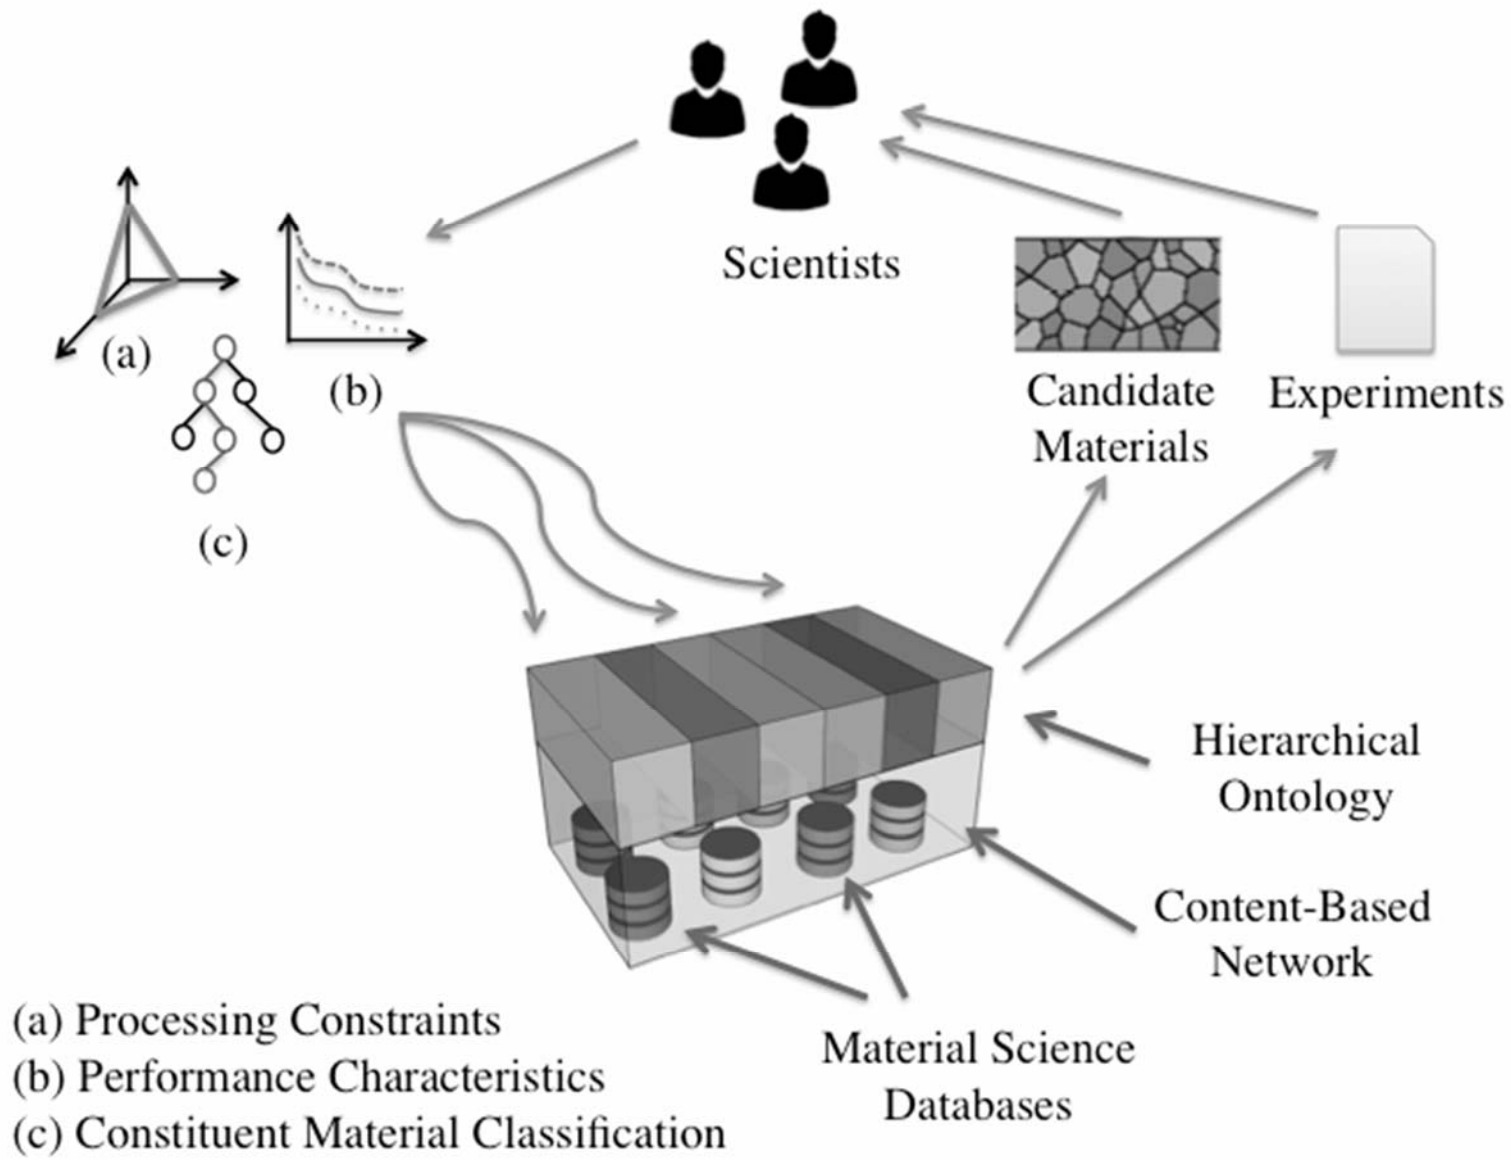 Scientists
(a)
(b)
(c)
Candidate
Materials
Experiments
Hierarchical
Ontology
Content-Based
Network
Material Science
Databases
(a) Processing Constraints
(b) Performance Characteristics
(c) Constituent Material Classification